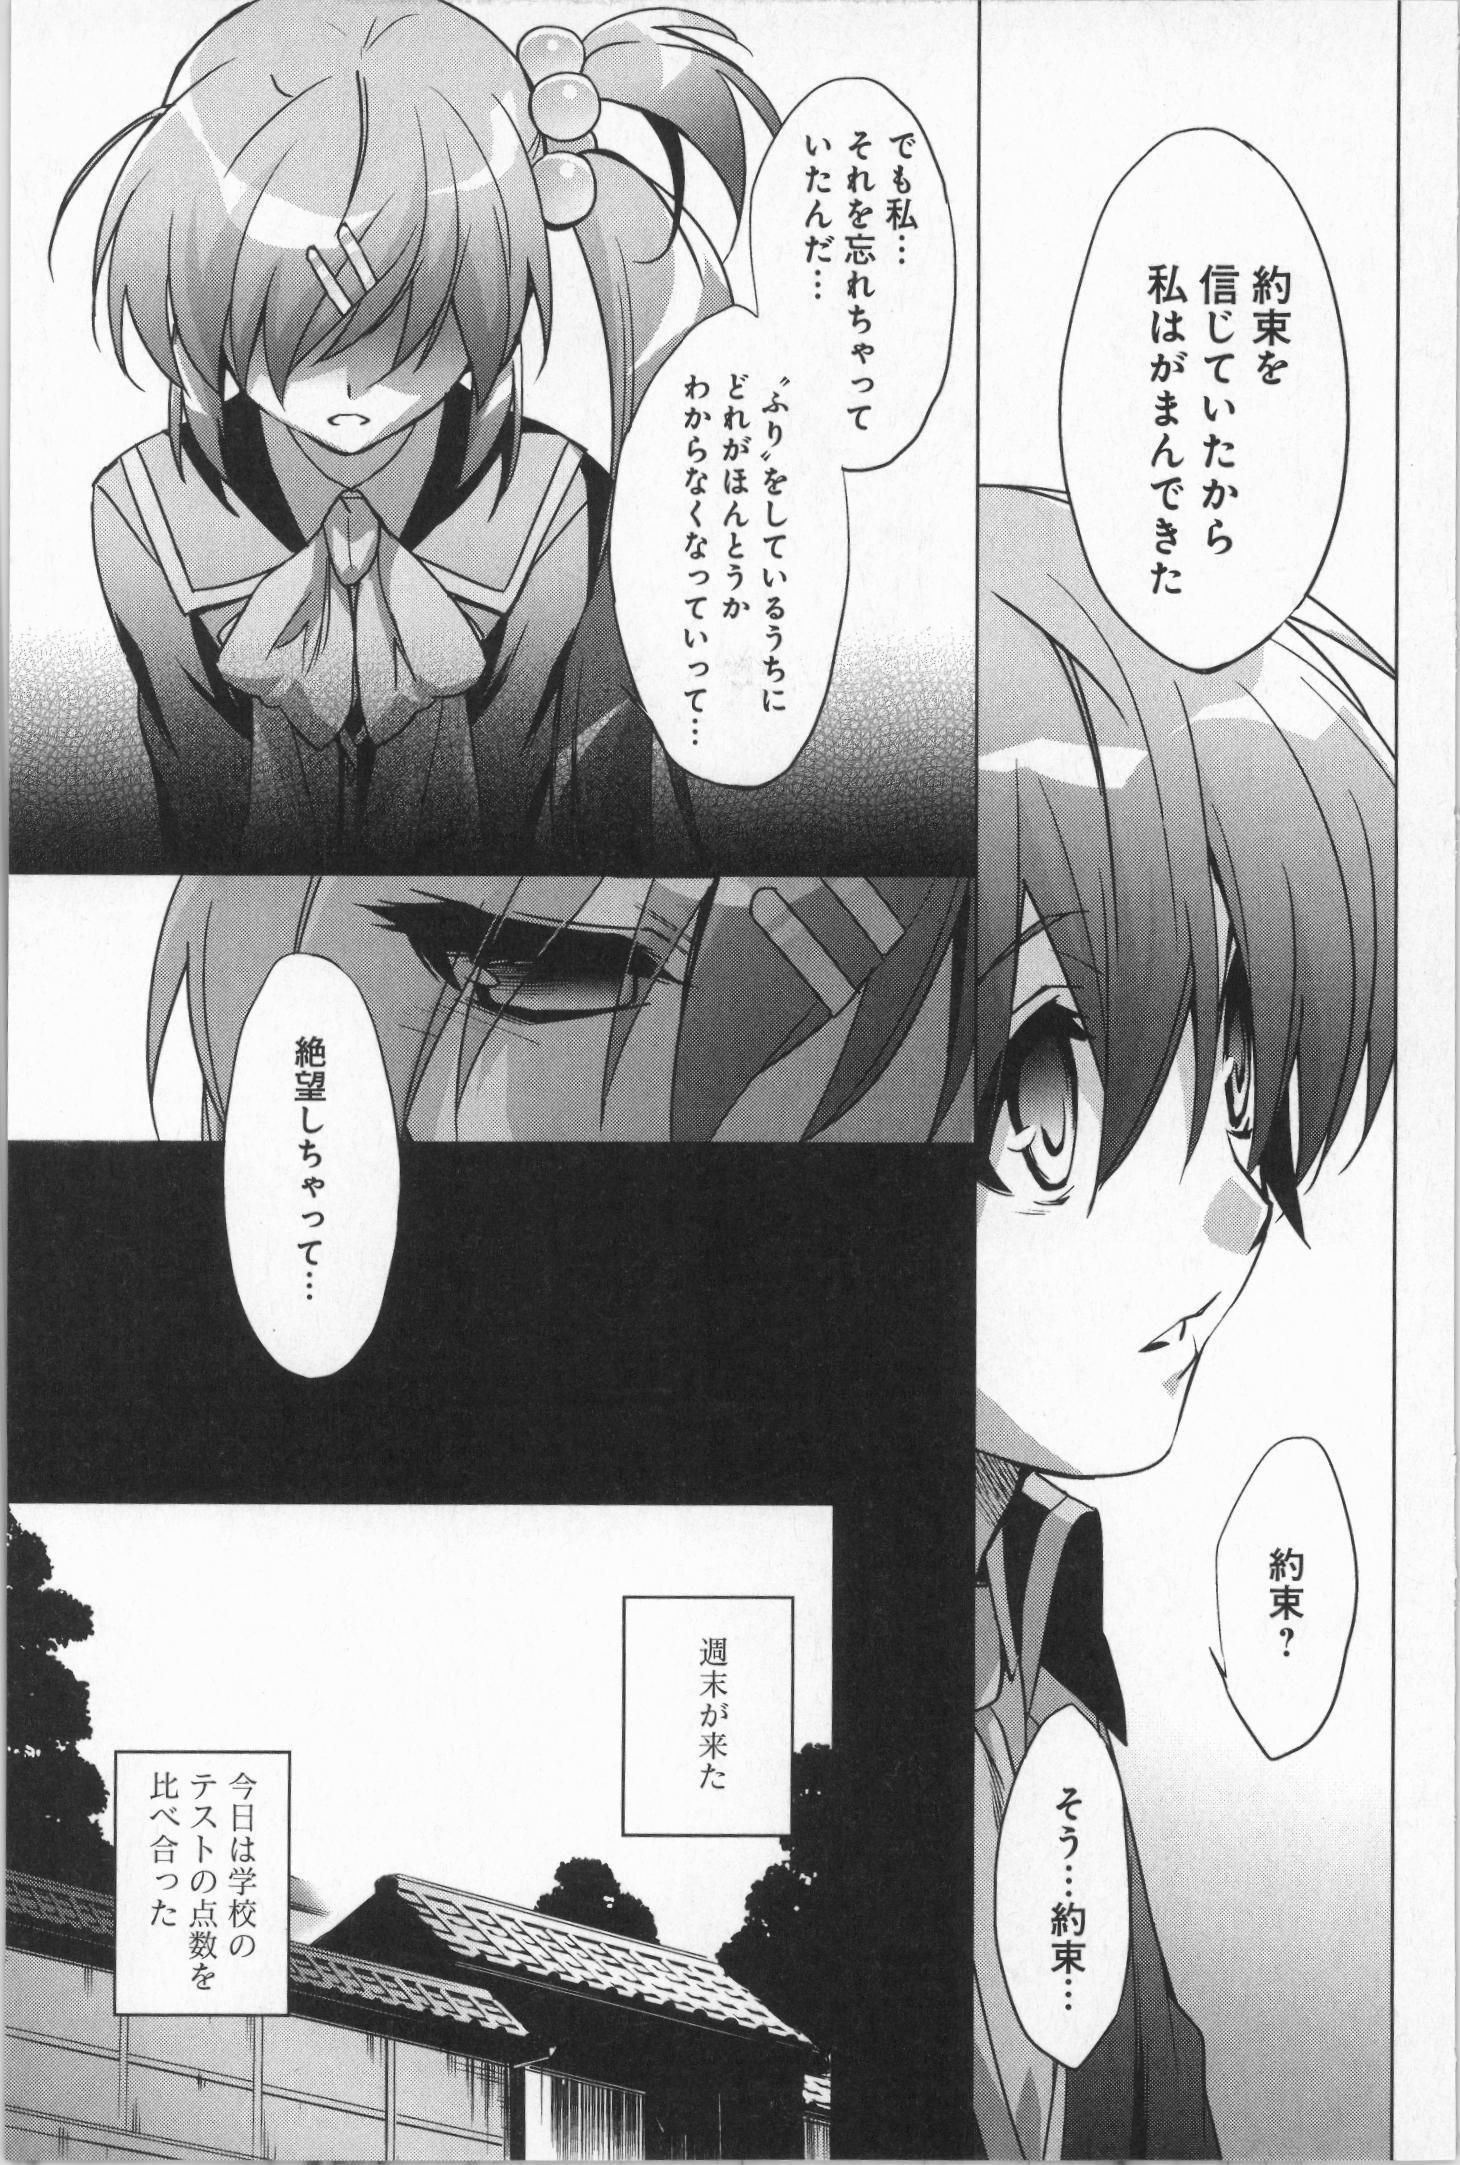 約束を
信じていたから
私はがまんできた
約束？
そう…約束…
でも私…
それを忘れちゃって
いたんだ…
〝ふり〟をしているうちに
どれがほんとうか
わからなくなっていって…
絶望しちゃって…
週末が来た
今日は学校の
テストの点数を
比べ合った